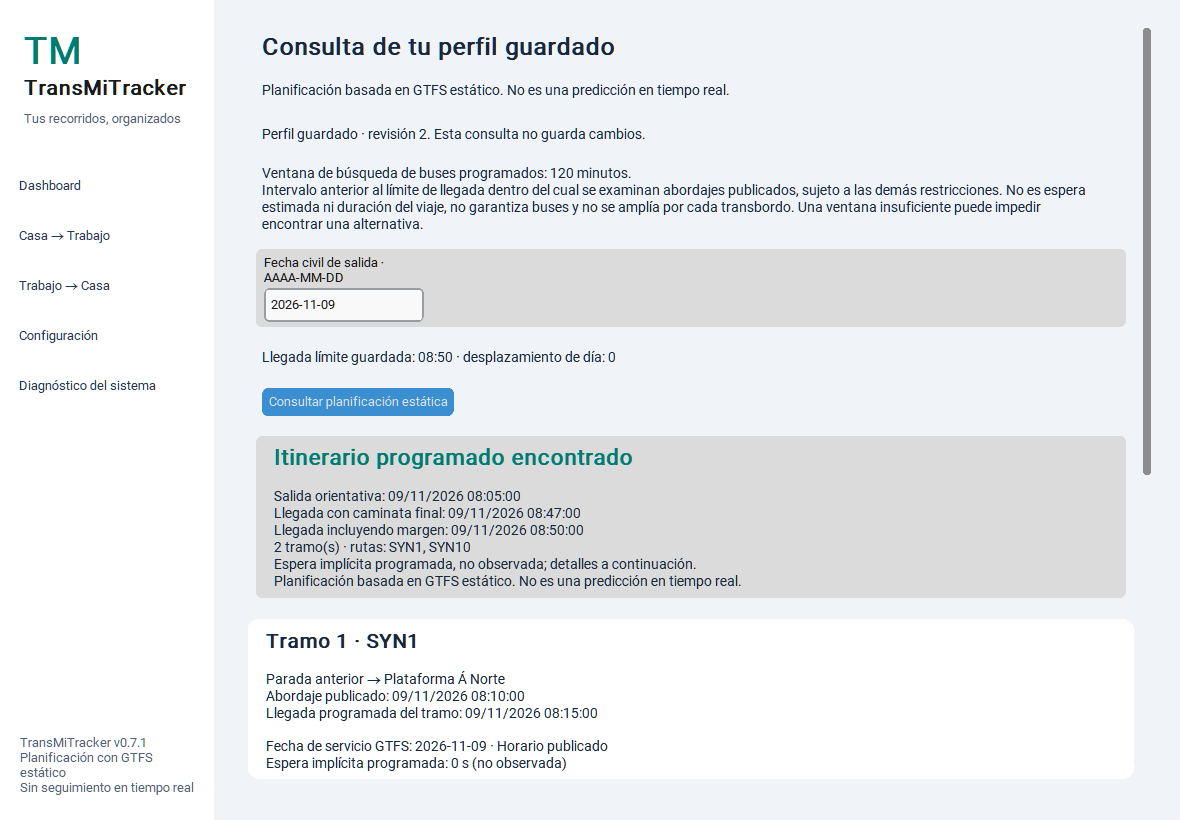 TM
TransMiTracker
Tus recorridos, organizados
Dashboard
Casa → Trabajo
Trabajo → Casa
Configuración
Diagnóstico del sistema
TransMiTracker v0.7.1
Planificación con GTFS
estático
Sin seguimiento en tiempo real
Consulta de tu perfil guardado
Planificación basada en GTFS estático. No es una predicción en tiempo real.
Perfil guardado · revisión 2. Esta consulta no guarda cambios.
Ventana de búsqueda de buses programados: 120 minutos.
Intervalo anterior al límite de llegada dentro del cual se examinan abordajes publicados, sujeto a las demás restricciones. No es espera
estimada ni duración del viaje, no garantiza buses y no se amplía por cada transbordo. Una ventana insuficiente puede impedir
encontrar una alternativa.
Fecha civil de salida ·
AAAA-MM-DD
2026-11-09
Llegada límite guardada: 08:50 · desplazamiento de día: 0
Consultar planificación estática
Itinerario programado encontrado
Salida orientativa: 09/11/2026 08:05:00
Llegada con caminata final: 09/11/2026 08:47:00
Llegada incluyendo margen: 09/11/2026 08:50:00
2 tramo(s) · rutas: SYN1, SYN10
Espera implícita programada, no observada; detalles a continuación.
Planificación basada en GTFS estático. No es una predicción en tiempo real.
Tramo 1 · SYN1
Parada anterior → Plataforma Á Norte
Abordaje publicado: 09/11/2026 08:10:00
Llegada programada del tramo: 09/11/2026 08:15:00
Fecha de servicio GTFS: 2026-11-09 · Horario publicado
Espera implícita programada: 0 s (no observada)